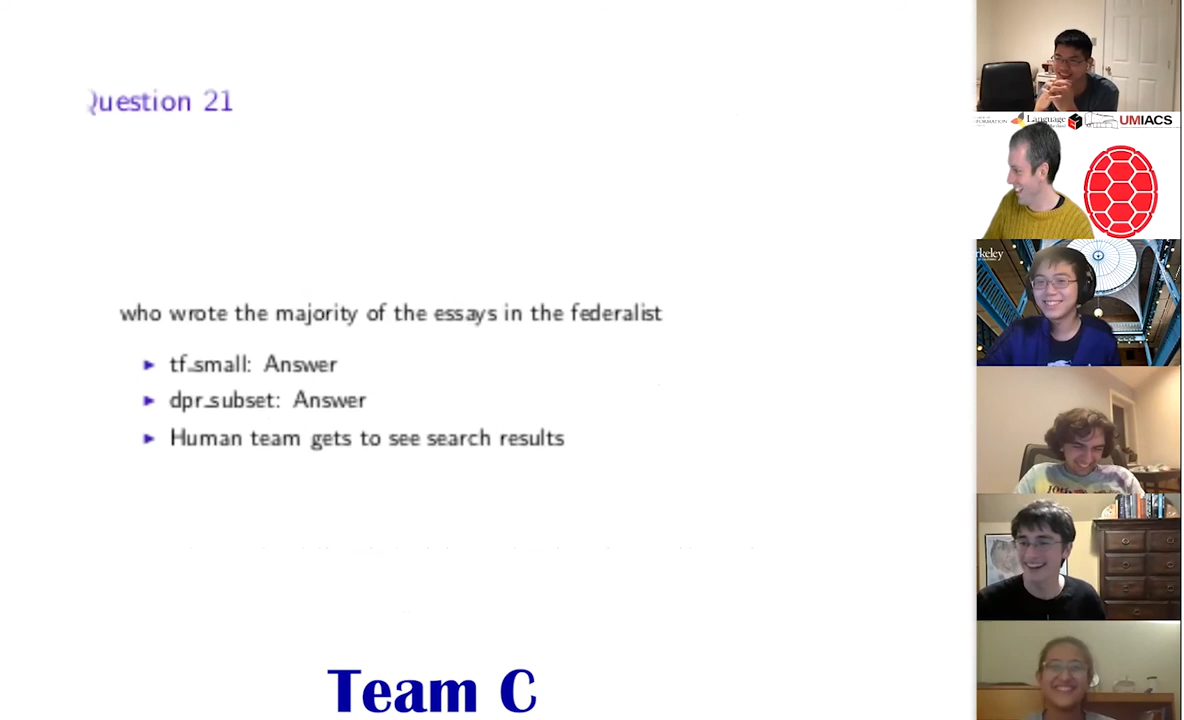 Question 21
who wrote the majority of the essays in the federalist
tf_small: Answer
dpr_subset: Answer
Human team gets to see search results
Team C
Language
UMIACS
rkeley